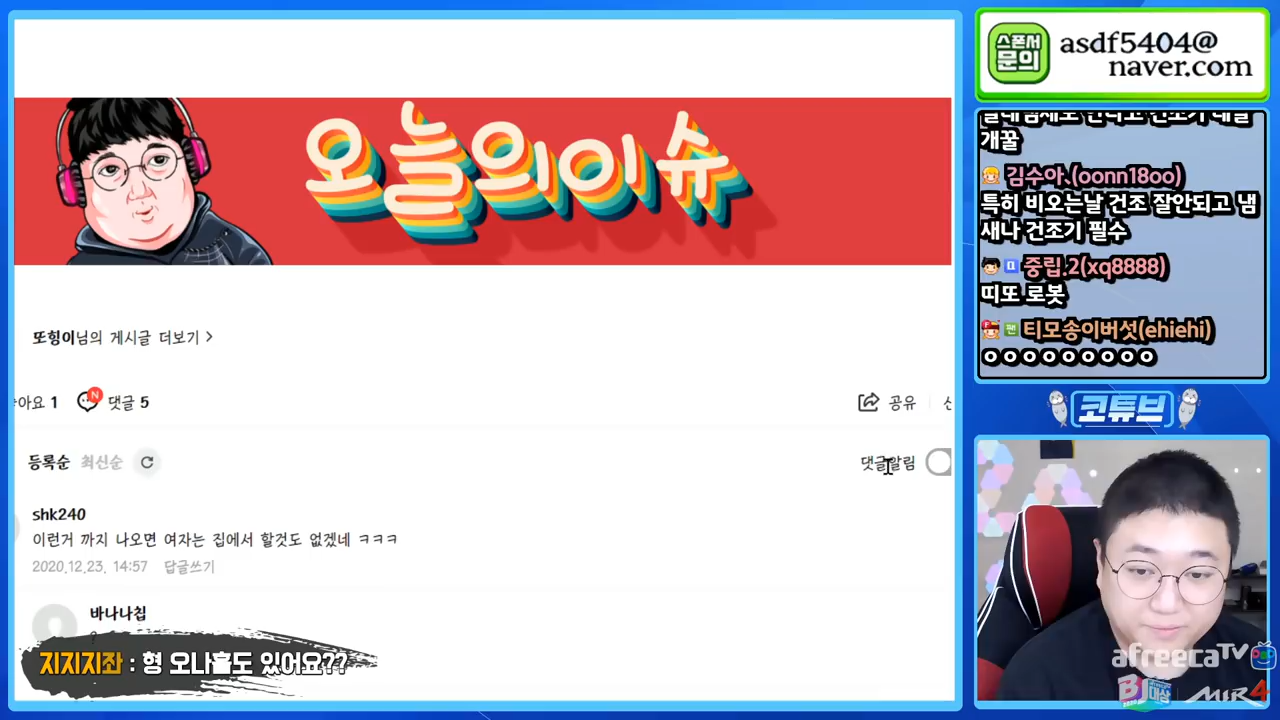 오늘의이슈
또헝이님의 게시글 더보기 >
아요 1 N 댓글 5
공유
등록순 최신순
댓글알림
shk240
이런거 까지 나오면 여자는 집에서 할것도 없겠네 ㅋㅋㅋ
2020.12.23. 14:57 답글쓰기
바나나칩
지지지좌 : 형 오나홀도 있어요??
스폰서
문의
asdf5404@
naver.com
개꿀
김수아.(oonn18oo)
특히 비오는날 건조 잘안되고 냄
새나 건조기 필수
중립.2(xq8888)
띠또 로봇
팬 티모송이버섯(ehiehi)
ㅇㅇㅇㅇㅇㅇㅇㅇㅇ
코튜브
afreecaTV
BJ대상 MIR4